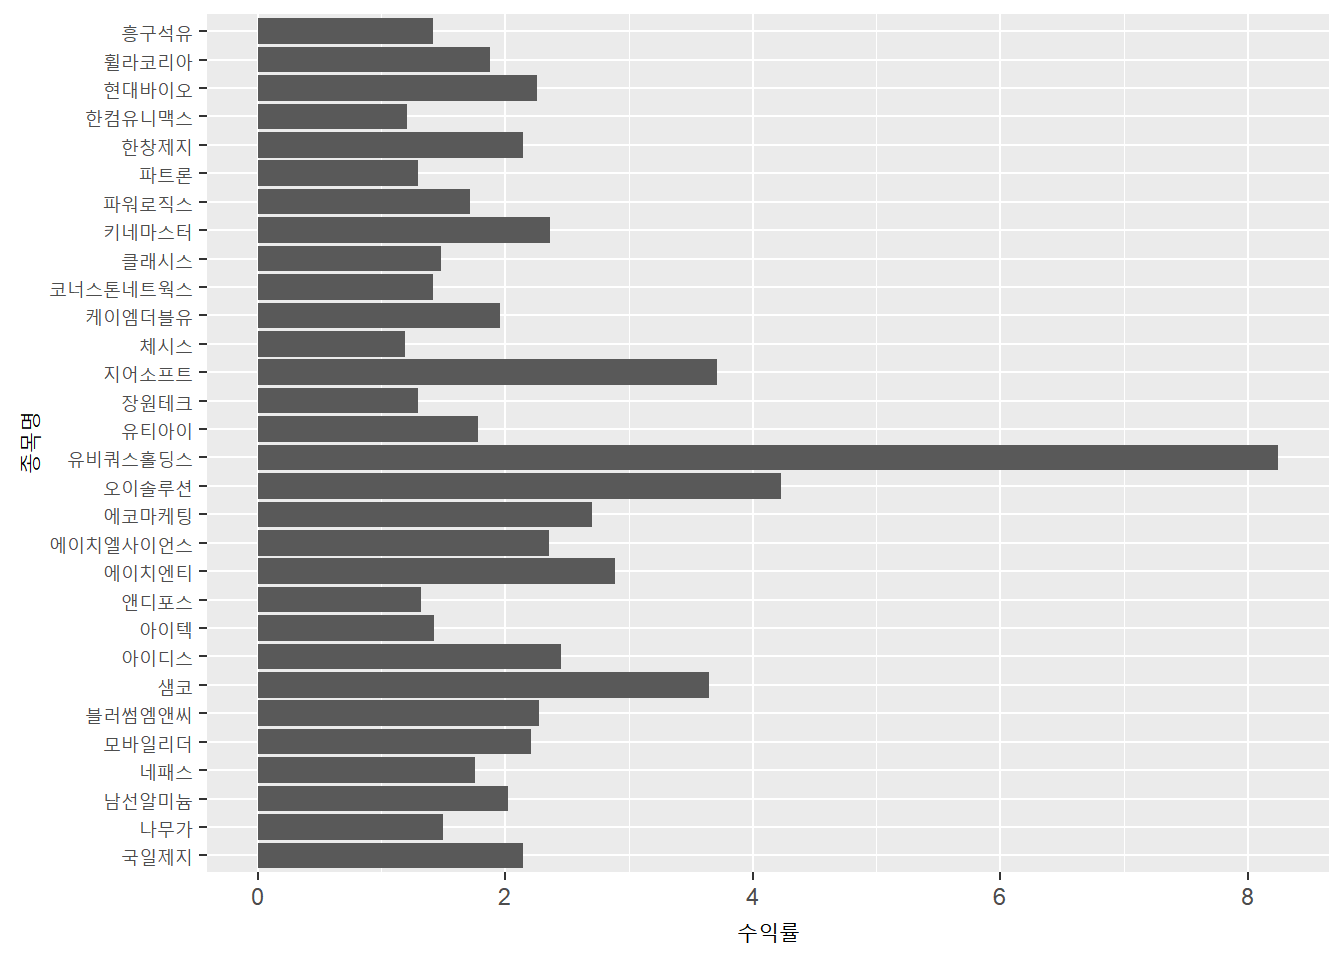 흥구석유
휠라코리아
현대바이오
한컴유니맥스
한창제지
파트론
파워로직스
키네마스터
클래시스
코너스톤네트웍스
케이엠더블유
체시스
지어소프트
장원테크
유티아이
유비쿼스홀딩스
오이솔루션
에코마케팅
에이치엘사이언스
에이치엔티
앤디포스
아이텍
아이디스
샘코
블러썸엠앤씨
모바일리더
네패스
남선알미늄
나무가
국일제지
종목명
0 2 4 6 8
수익률